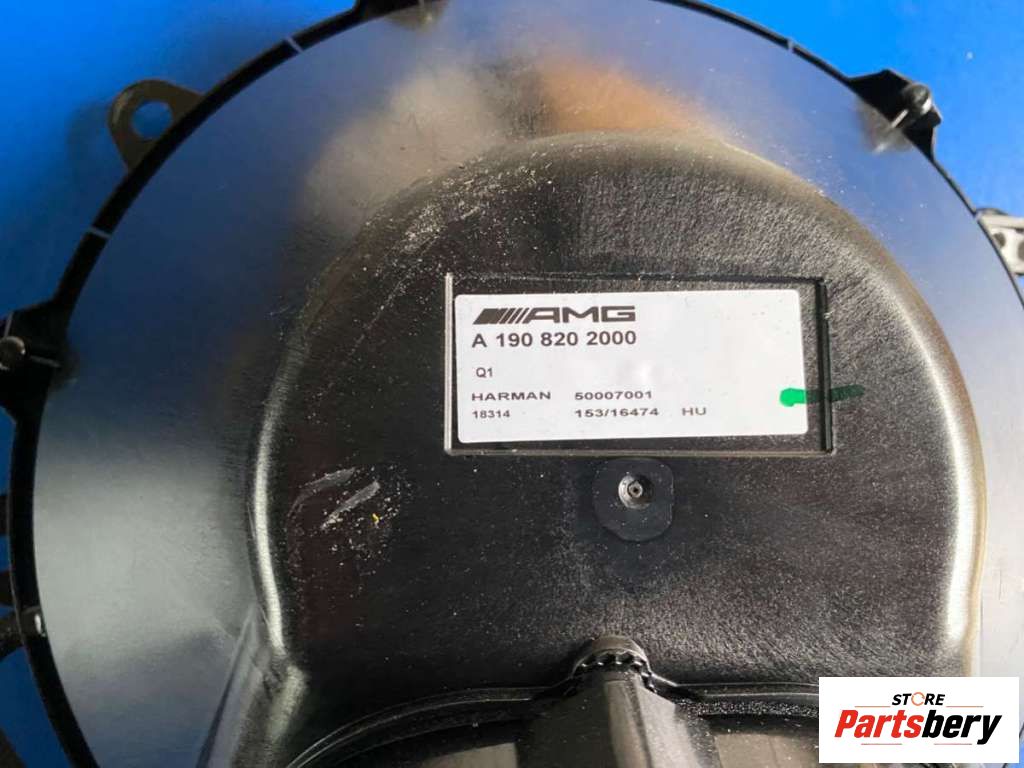 AMG
A 190 820 2000
Q1
HARMAN 50007001
18314 153/16474 HU
STORE
Partsbery